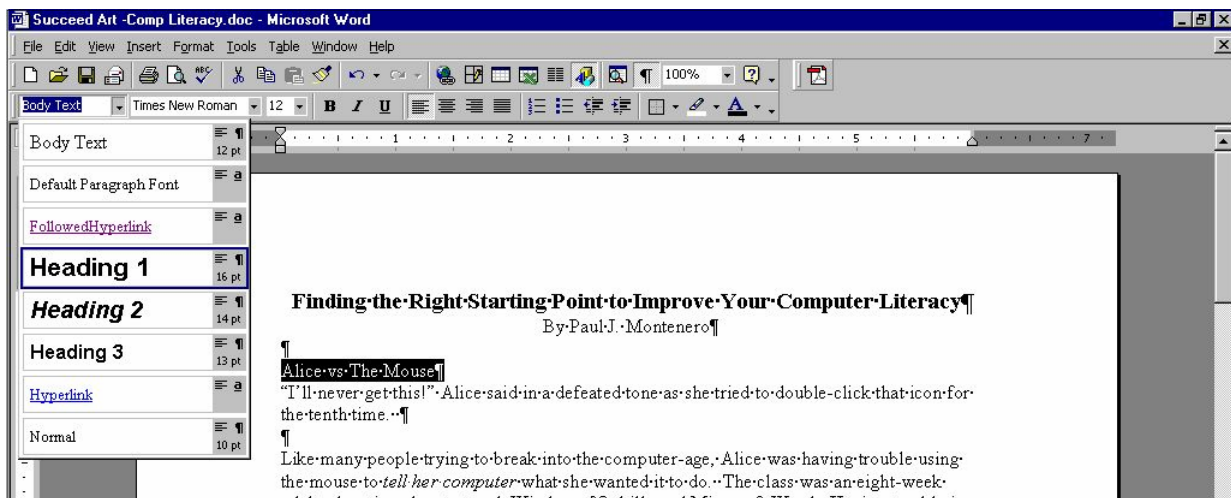 Succeed Art -Comp Literacy.doc - Microsoft Word
File Edit View Insert Format Tools Table Window Help
100%
Body Text Times New Roman 12 B I U A
Body Text 12 pt
1 2 3 4 5 7
Default Paragraph Font a
FollowedHyperlink a
Heading 1 16 pt
Heading 2 14 pt
Heading 3 13 pt
Hyperlink a
Normal 10 pt
Finding·the·Right·Starting·Point·to·Improve·Your·Computer·Literacy¶
By·Paul·J.·Montenero¶
¶
Alice·vs·The·Mouse¶
“I’ll·never·get·this!”·Alice·said·in·a·defeated·tone·as·she·tried·to·double-click·that·icon·for·
the·tenth·time.··¶
¶
Like·many·people·trying·to·break·into·the·computer-age,·Alice·was·having·trouble·using·
the·mouse·to·tell·her·computer·what·she·wanted·it·to·do.··The·class·was·an·eight-week·